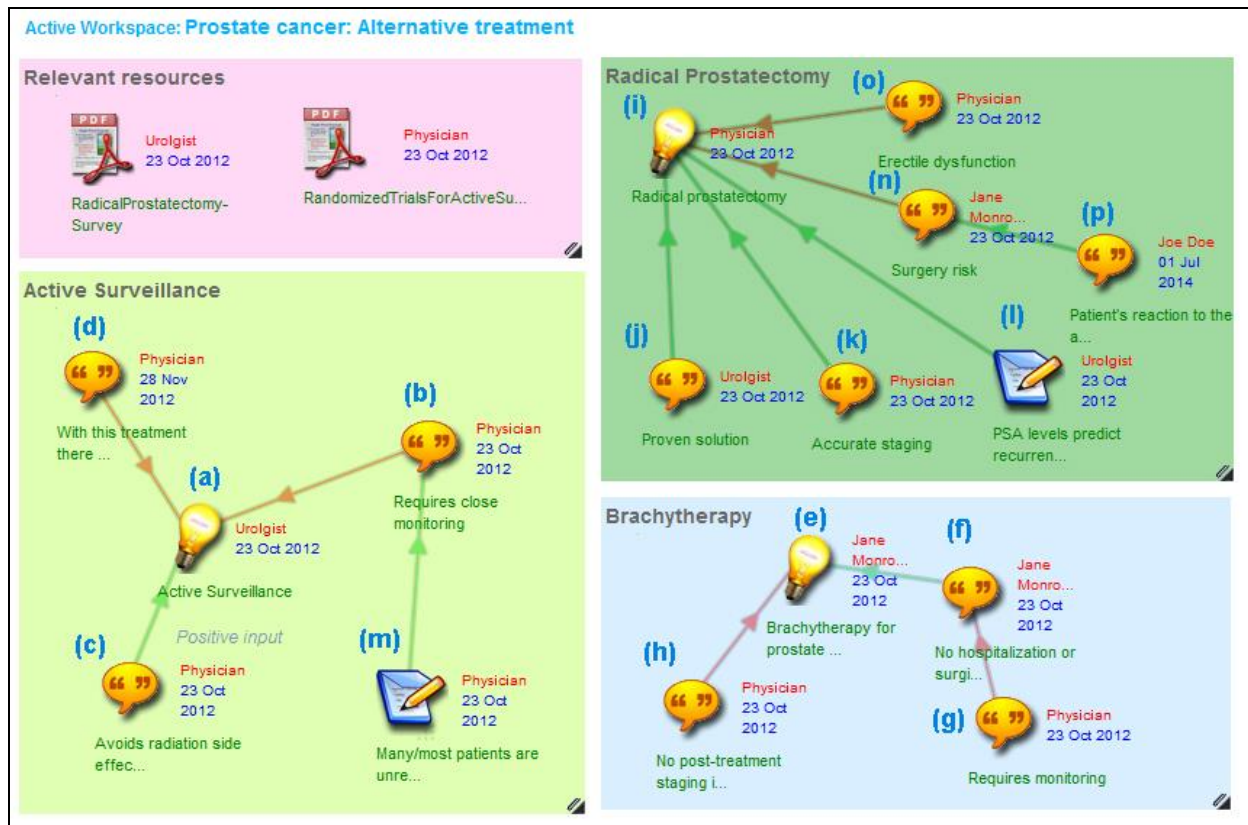 Active Workspace: Prostate cancer: Alternative treatment
Relevant resources
PDF
Urolgist
23 Oct 2012
RadicalProstatectomy-
Survey
PDF
Physician
23 Oct 2012
RandomizedTrialsForActiveSu...
Active Surveillance
(d)
Physician
28 Nov
2012
With this treatment
there ...
(b)
Physician
23 Oct
2012
Requires close
monitoring
(a)
Urolgist
23 Oct 2012
Active Surveillance
Positive input
(c)
Physician
23 Oct
2012
Avoids radiation side
effec...
(m)
Physician
23 Oct
2012
Many/most patients are
unre...
Radical Prostatectomy
(i)
Physician
23 Oct 2012
Radical prostatectomy
(o)
Physician
23 Oct 2012
Erectile dysfunction
(n)
Jane
Monro...
23 Oct 2012
Surgery risk
(p)
Joe Doe
01 Jul
2014
Patient's reaction to the
a...
(j)
Urolgist
23 Oct 2012
Proven solution
(k)
Physician
23 Oct 2012
Accurate staging
(l)
Urolgist
23 Oct
2012
PSA levels predict
recurren...
Brachytherapy
(e)
Jane
Monro...
23 Oct
2012
Brachytherapy for
prostate ...
(f)
Jane
Monro...
23 Oct
2012
No hospitalization or
surgi...
(h)
Physician
23 Oct
2012
No post-treatment
staging i...
(g)
Physician
23 Oct 2012
Requires monitoring